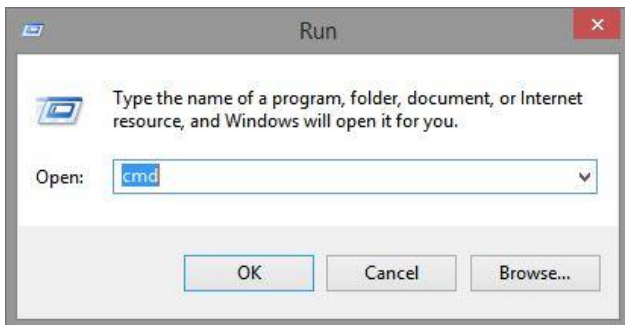 Run
Type the name of a program, folder, document, or Internet
resource, and Windows will open it for you.
Open: cmd
OK Cancel Browse...